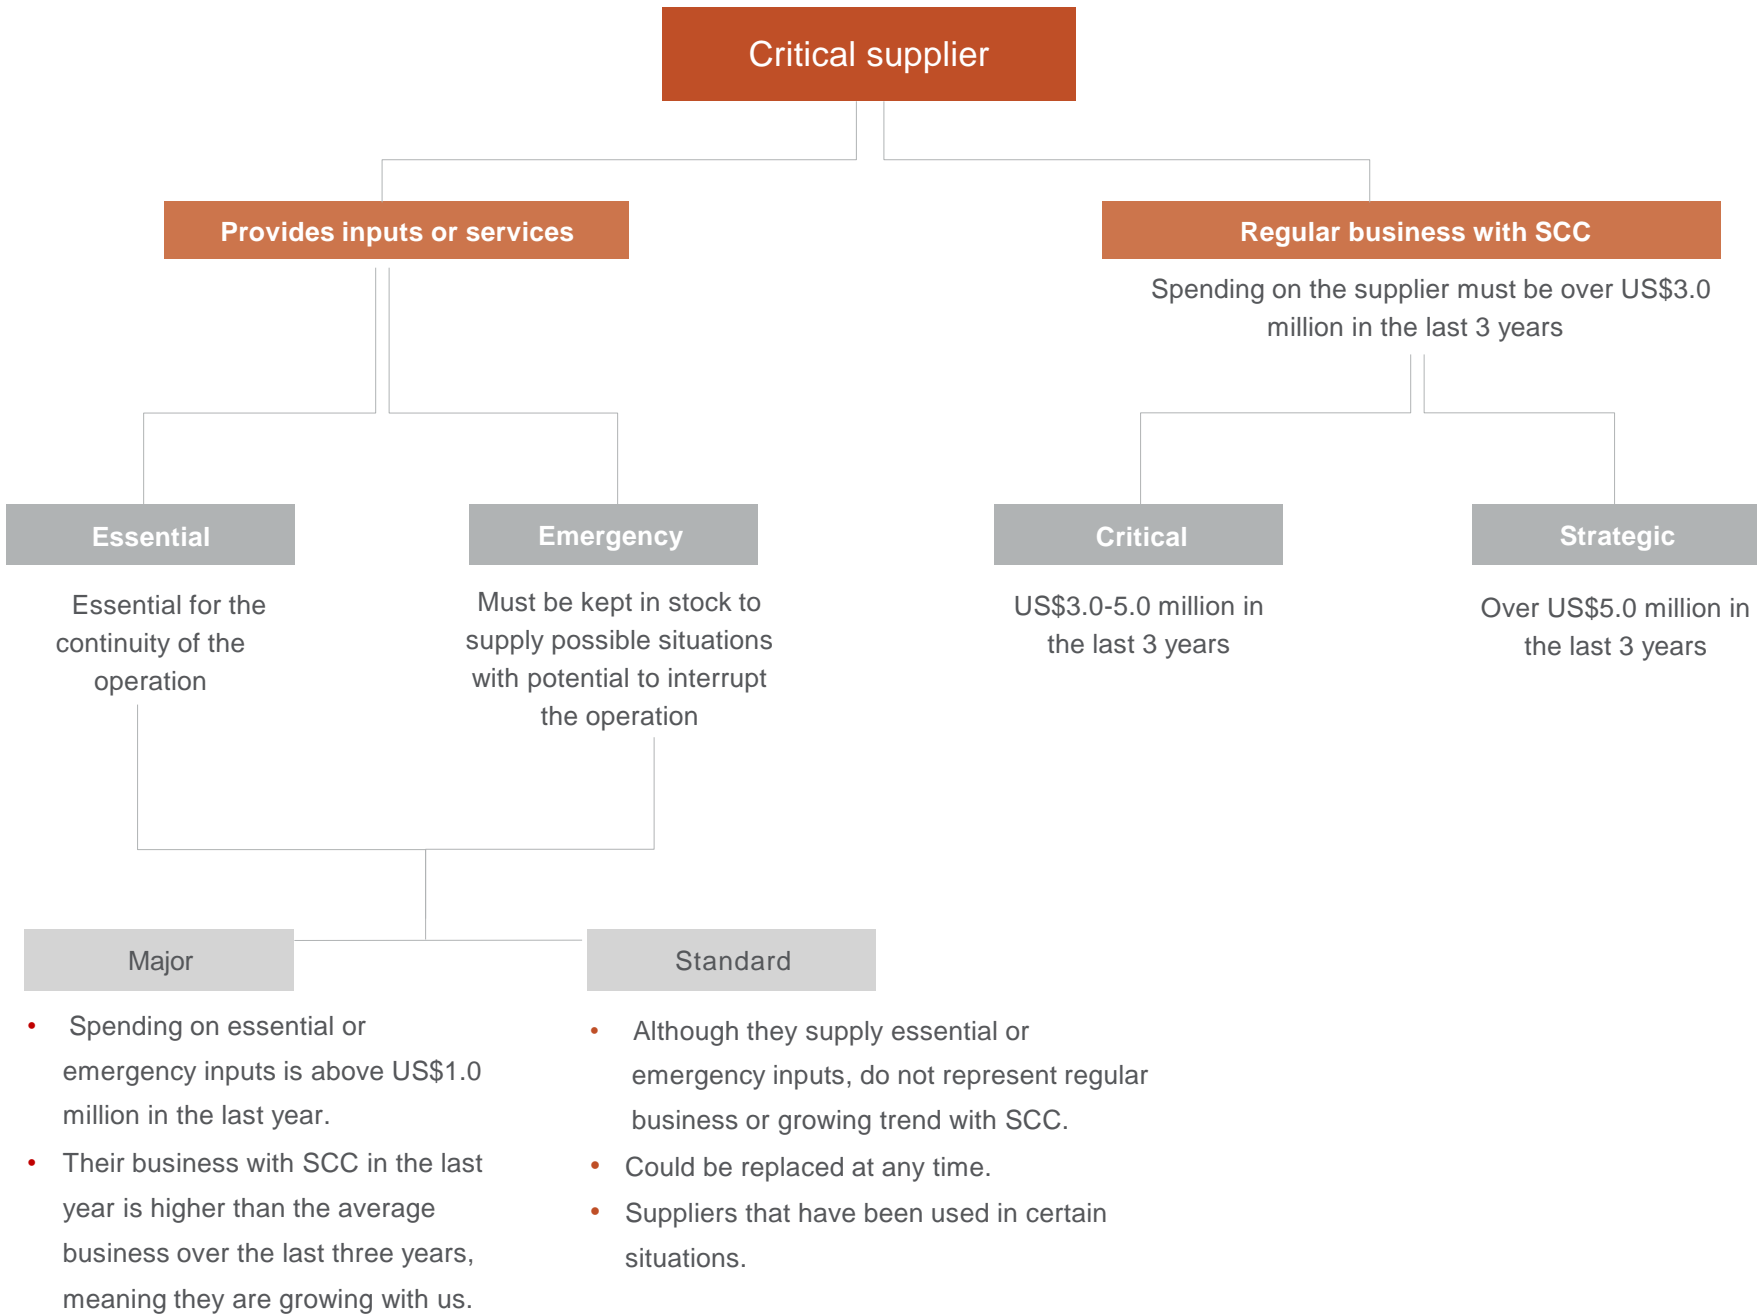 Critical supplier
Provides inputs or services
Regular business with SCC
Spending on the supplier must be over US$3.0
million in the last 3 years
Essential
Essential for the
continuity of the
operation
Emergency
Must be kept in stock to
supply possible situations
with potential to interrupt
the operation
Critical
US$3.0-5.0 million in
the last 3 years
Strategic
Over US$5.0 million in
the last 3 years
Major
• Spending on essential or
emergency inputs is above US$1.0
million in the last year.
• Their business with SCC in the last
year is higher than the average
business over the last three years,
meaning they are growing with us.
Standard
• Although they supply essential or
emergency inputs, do not represent regular
business or growing trend with SCC.
• Could be replaced at any time.
• Suppliers that have been used in certain
situations.